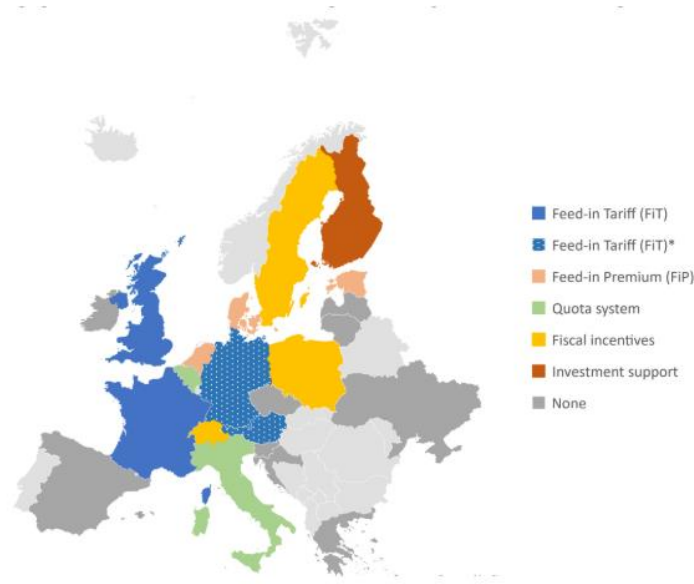 Feed-in Tariff (FiT)
Feed-in Tariff (FiT)*
Feed-in Premium (FiP)
Quota system
Fiscal incentives
Investment support
None